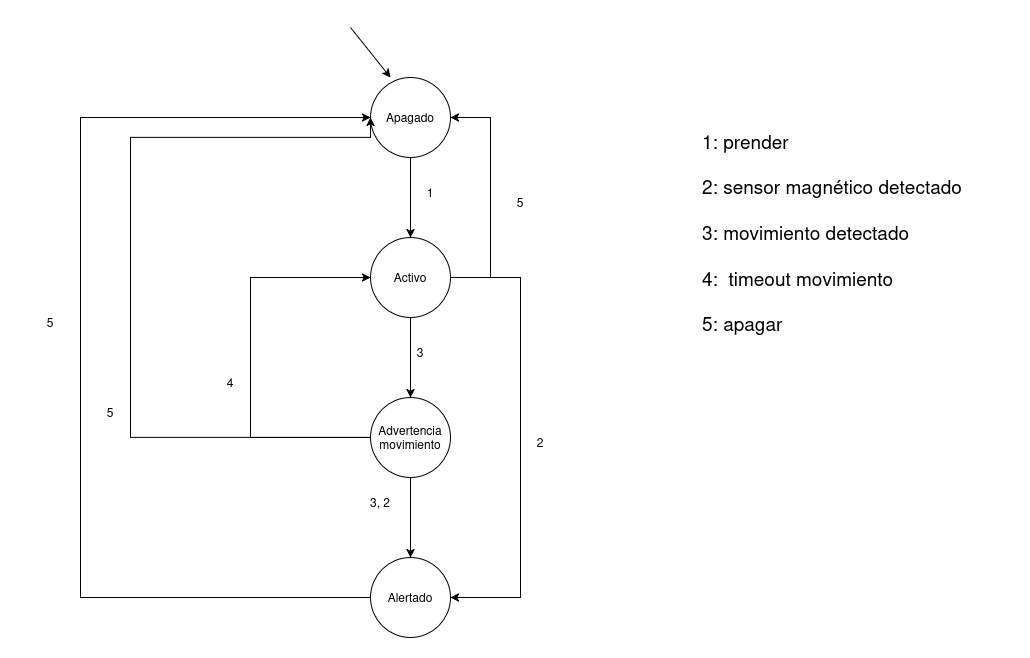 Apagado
1: prender
2: sensor magnético detectado
1
5
3: movimiento detectado
Activo
4: timeout movimiento
5
5: apagar
3
4
5
Advertencia
movimiento
2
3, 2
Alertado